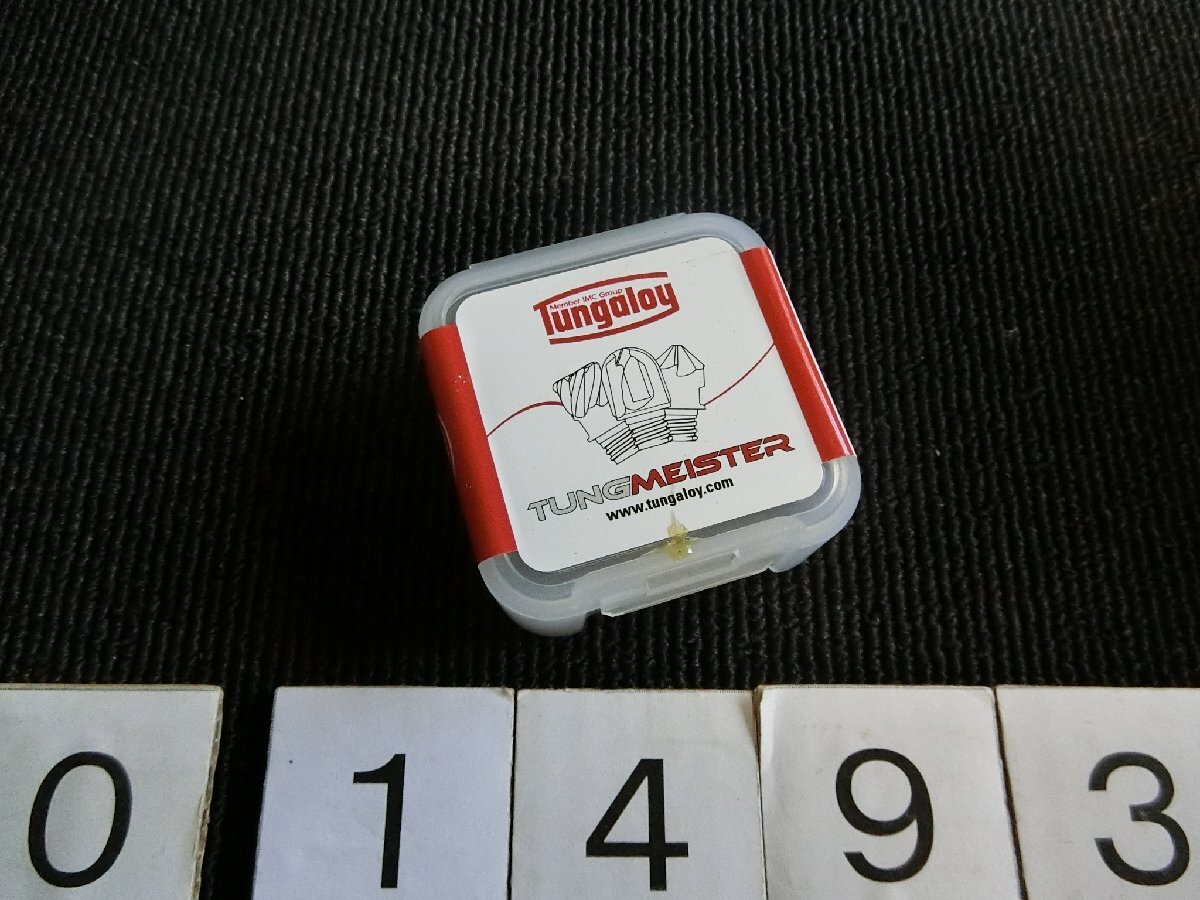 Member IMC Group
Tungaloy
TUNGMEISTER
www.tungaloy.com
0 1 4 9 3